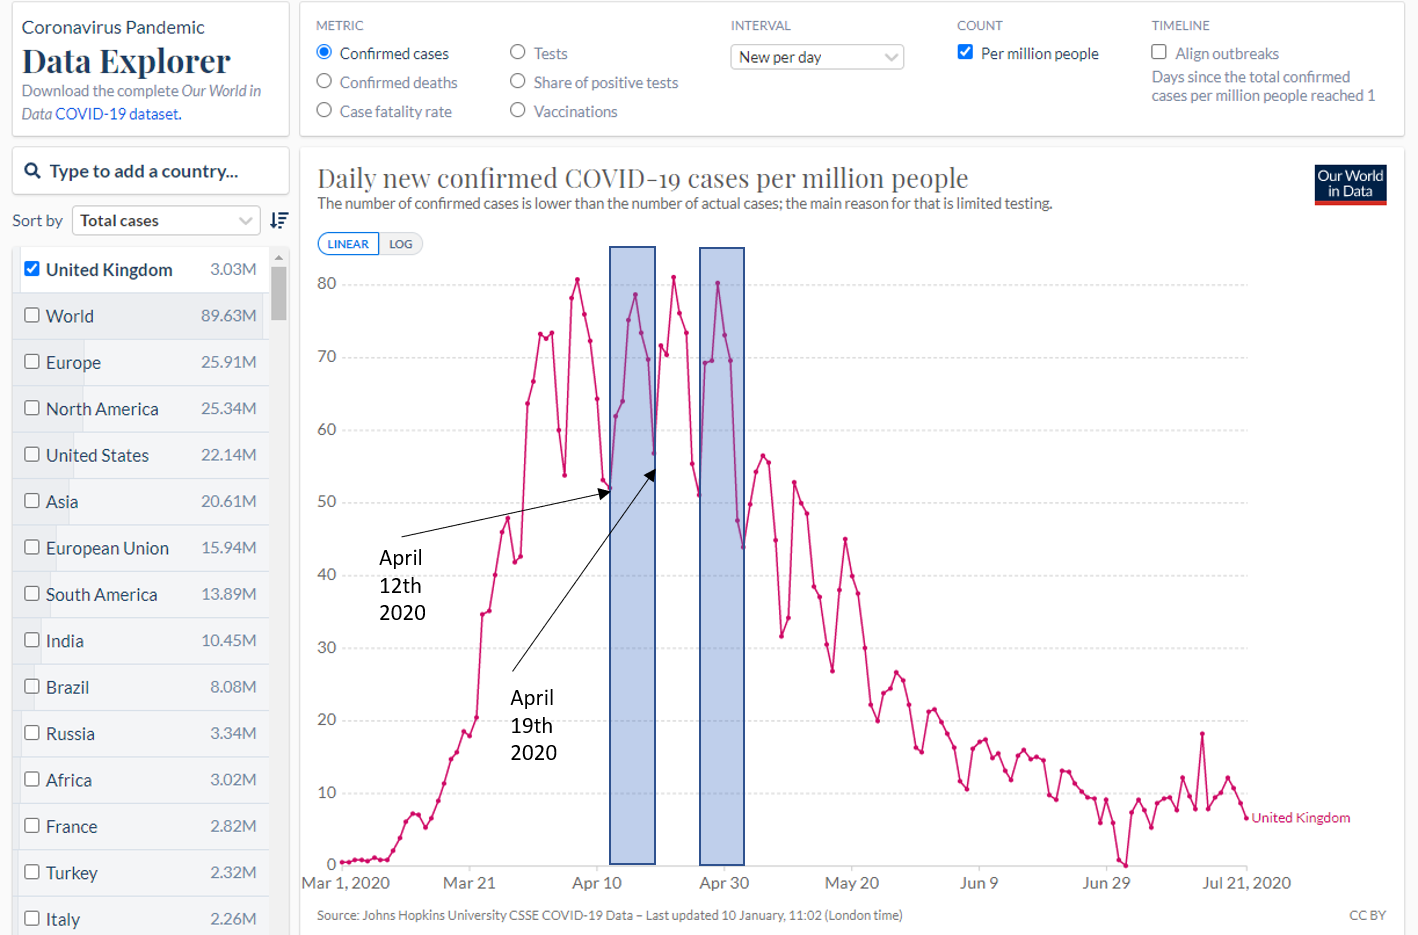 Coronavirus Pandemic
Data Explorer
Download the complete Our World in
Data COVID-19 dataset.
METRIC
Confirmed cases
Confirmed deaths
Case fatality rate
Tests
Share of positive tests
Vaccinations
INTERVAL
New per day
COUNT
Per million people
TIMELINE
Align outbreaks
Days since the total confirmed
cases per million people reached 1
Type to add a country...
Sort by Total cases
United Kingdom 3.03M
World 89.63M
Europe 25.91M
North America 25.34M
United States 22.14M
Asia 20.61M
European Union 15.94M
South America 13.89M
India 10.45M
Brazil 8.08M
Russia 3.34M
Africa 3.02M
France 2.82M
Turkey 2.32M
Italy 2.26M
Daily new confirmed COVID-19 cases per million people
The number of confirmed cases is lower than the number of actual cases; the main reason for that is limited testing.
Our World
in Data
LINEAR LOG
80
70
60
50
40
30
20
10
0
April
12th
2020
April
19th
2020
United Kingdom
Mar 1, 2020 Mar 21 Apr 10 Apr 30 May 20 Jun 9 Jun 29 Jul 21, 2020
Source: Johns Hopkins University CSSE COVID-19 Data – Last updated 10 January, 11:02 (London time)
CC BY